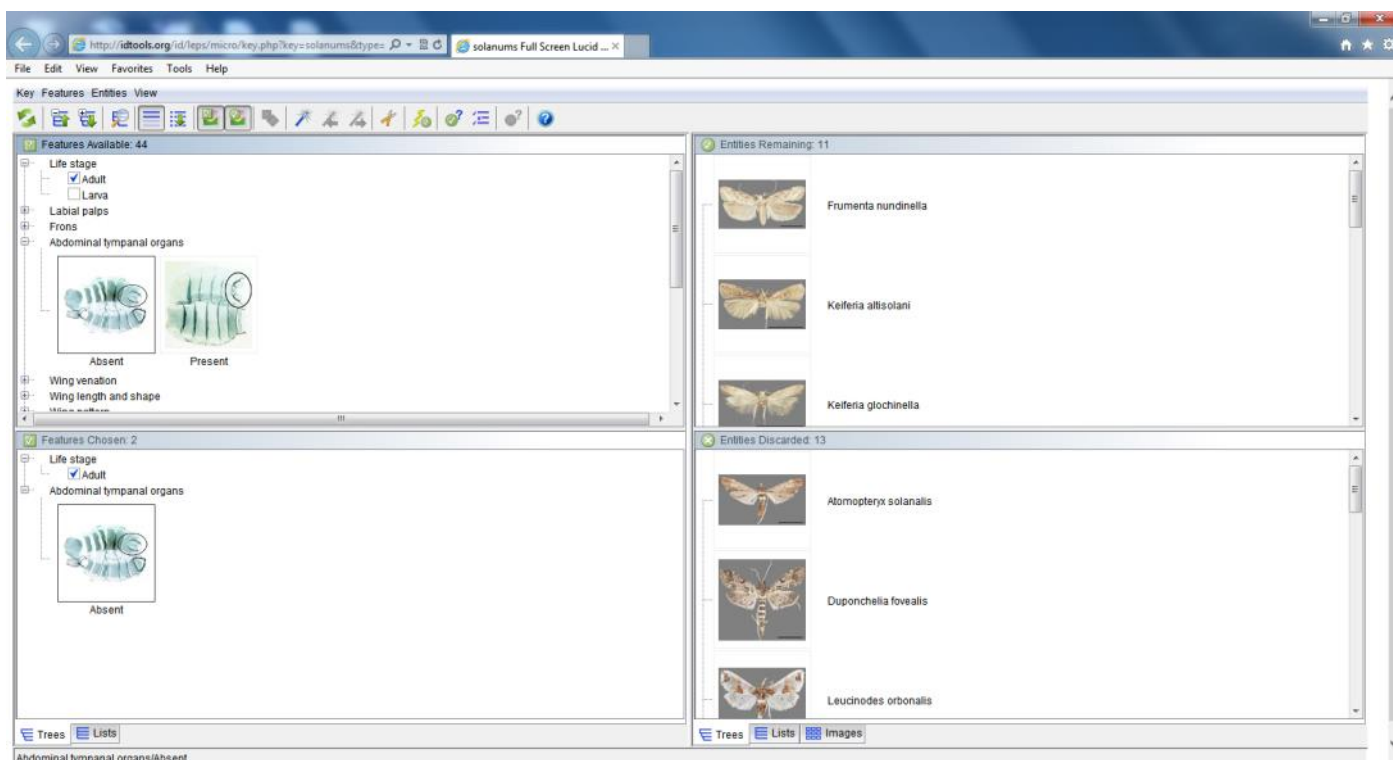 http://idtools.org/id/leps/micro/key.php?key=solanums&type=
solanums Full Screen Lucid ...
File Edit View Favorites Tools Help
Key Features Entities View
Features Available: 44
Life stage
Adult
Larva
Labial palps
Frons
Abdominal tympanal organs
Absent Present
Wing venation
Wing length and shape
Wing pattern
Features Chosen: 2
Life stage
Adult
Abdominal tympanal organs
Absent
Trees Lists
Entities Remaining: 11
Frumenta nundinella
Keiferia altisolani
Keiferia glochinella
Entities Discarded: 13
Atomopteryx solanalis
Duponchelia fovealis
Leucinodes orbonalis
Trees Lists Images
Abdominal tympanal organs/Absent